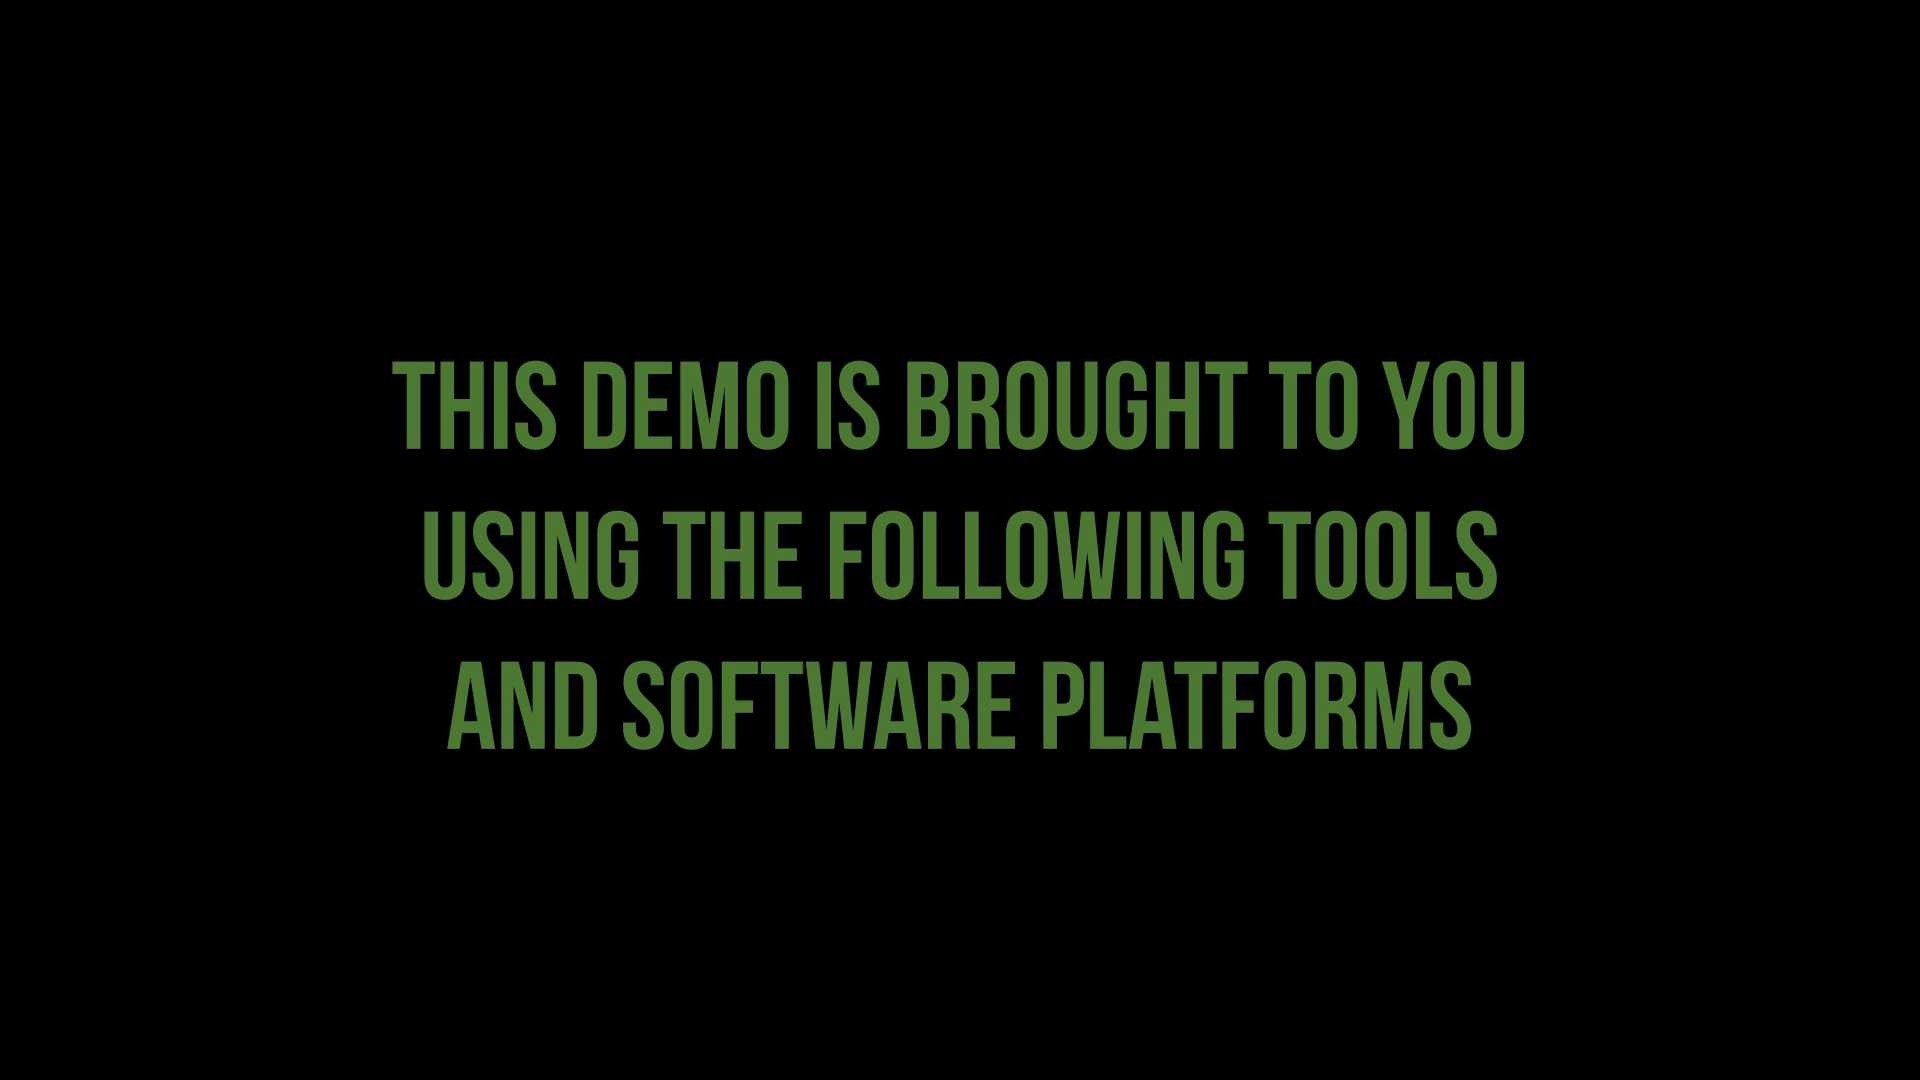 THIS DEMO IS BROUGHT TO YOU
USING THE FOLLOWING TOOLS
AND SOFTWARE PLATFORMS